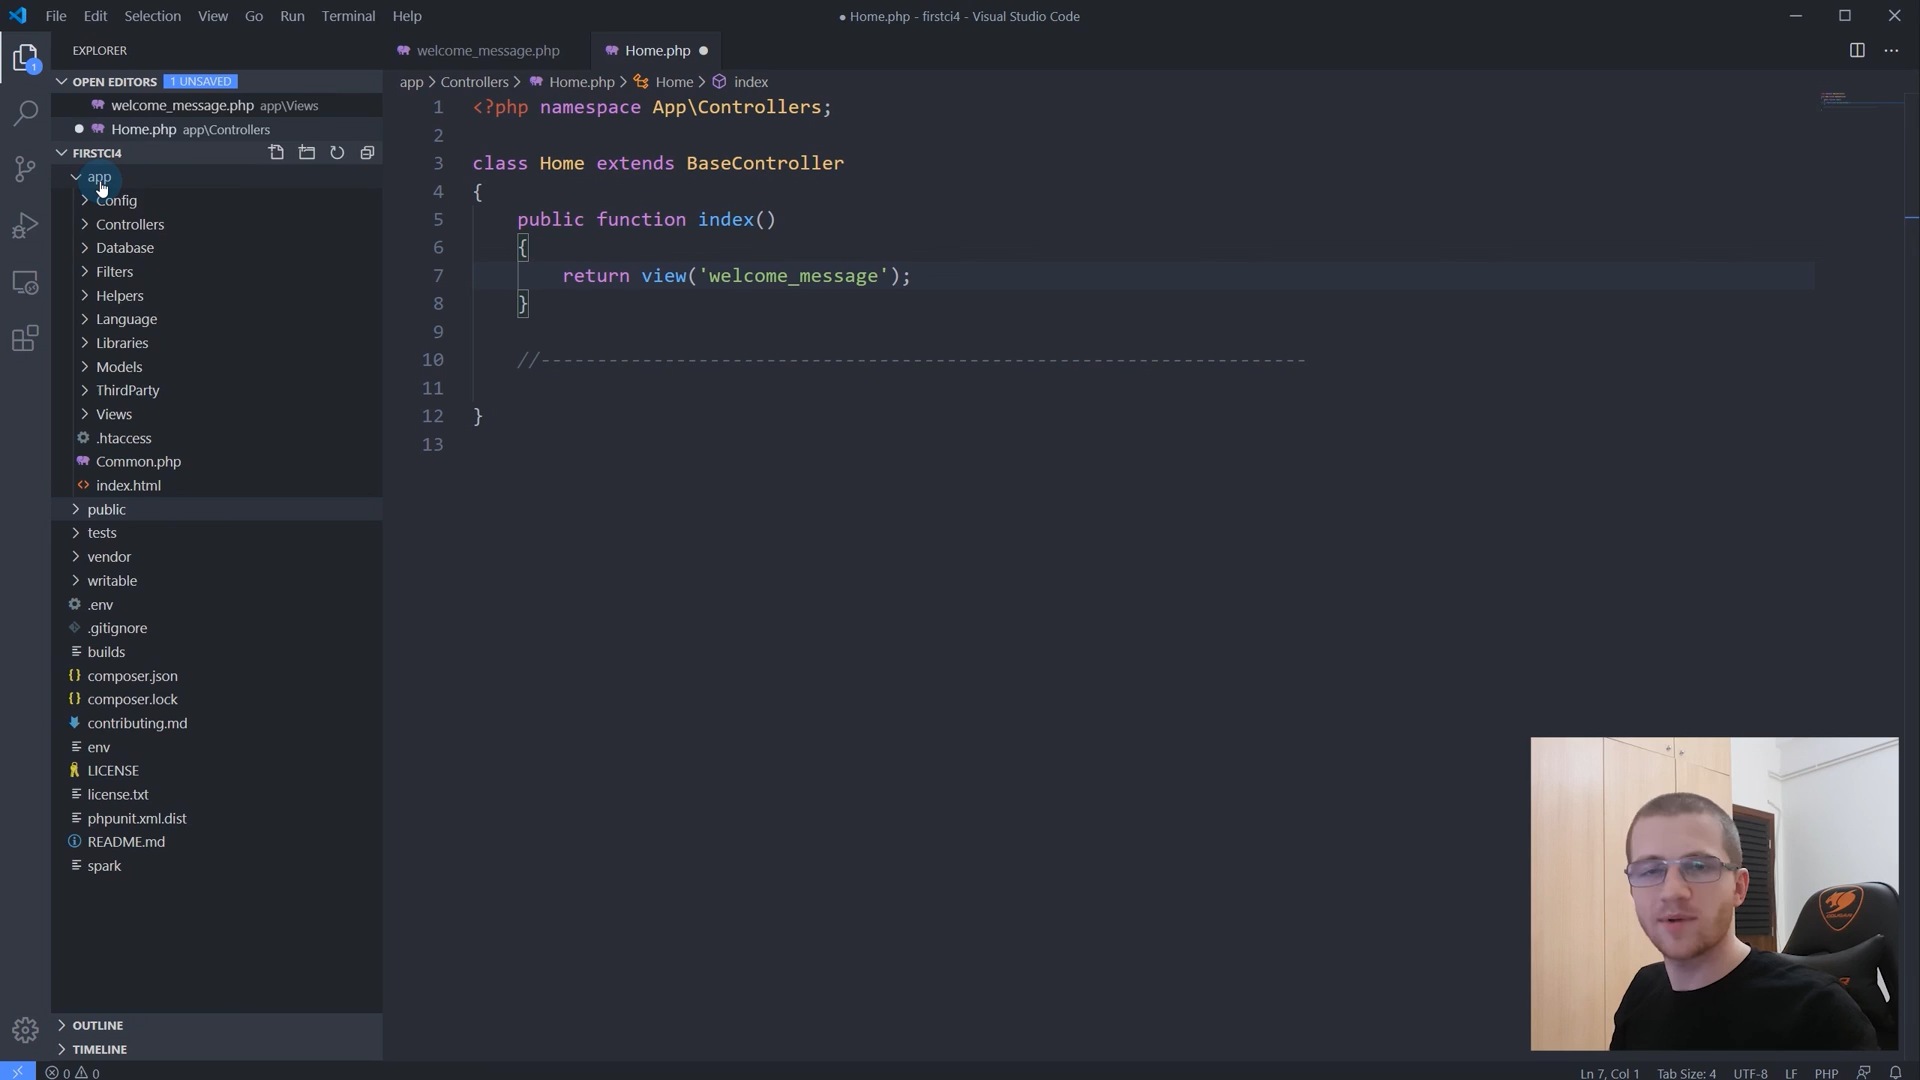 File Edit Selection View Go Run Terminal Help
● Home.php - firstci4 - Visual Studio Code
EXPLORER
OPEN EDITORS 1 UNSAVED
welcome_message.php app\Views
Home.php app\Controllers
FIRSTCI4
app
Config
Controllers
Database
Filters
Helpers
Language
Libraries
Models
ThirdParty
Views
.htaccess
Common.php
index.html
public
tests
vendor
writable
.env
.gitignore
builds
composer.json
composer.lock
contributing.md
env
LICENSE
license.txt
phpunit.xml.dist
README.md
spark
OUTLINE
TIMELINE
welcome_message.php Home.php
app > Controllers > Home.php > Home > index
1 <?php namespace App\Controllers;
2
3 class Home extends BaseController
4 {
5 public function index()
6 {
7 return view('welcome_message');
8 }
9
10 //--------------------------------------------------------------------
11
12 }
13
COUGAR
0 0
Ln 7, Col 1 Tab Size: 4 UTF-8 LF PHP